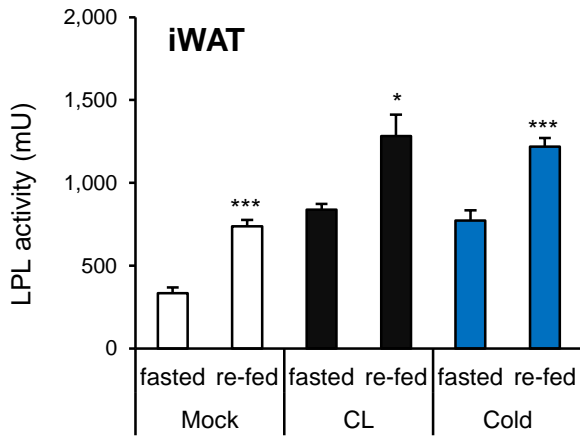 iWAT
LPL activity (mU)
2,000
1,500
1,000
500
0
*
***
***
fasted re-fed fasted re-fed fasted re-fed
Mock CL Cold